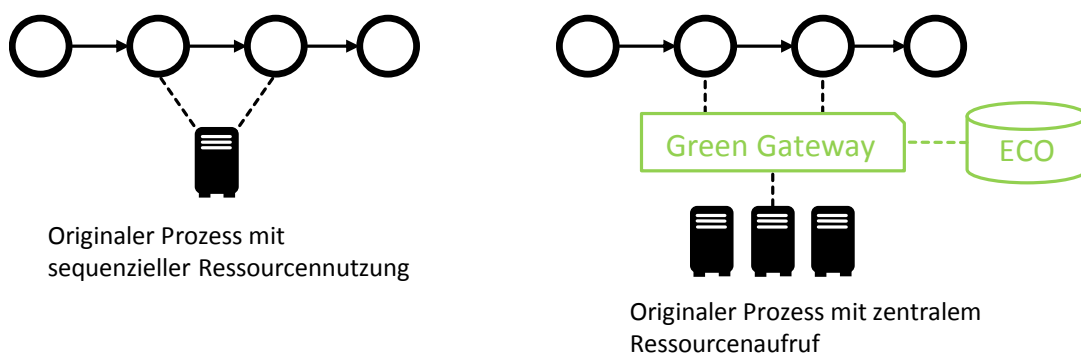 Green Gateway
ECO
Originaler Prozess mit
sequenzieller Ressourcennutzung
Originaler Prozess mit zentralem
Ressourcenaufruf